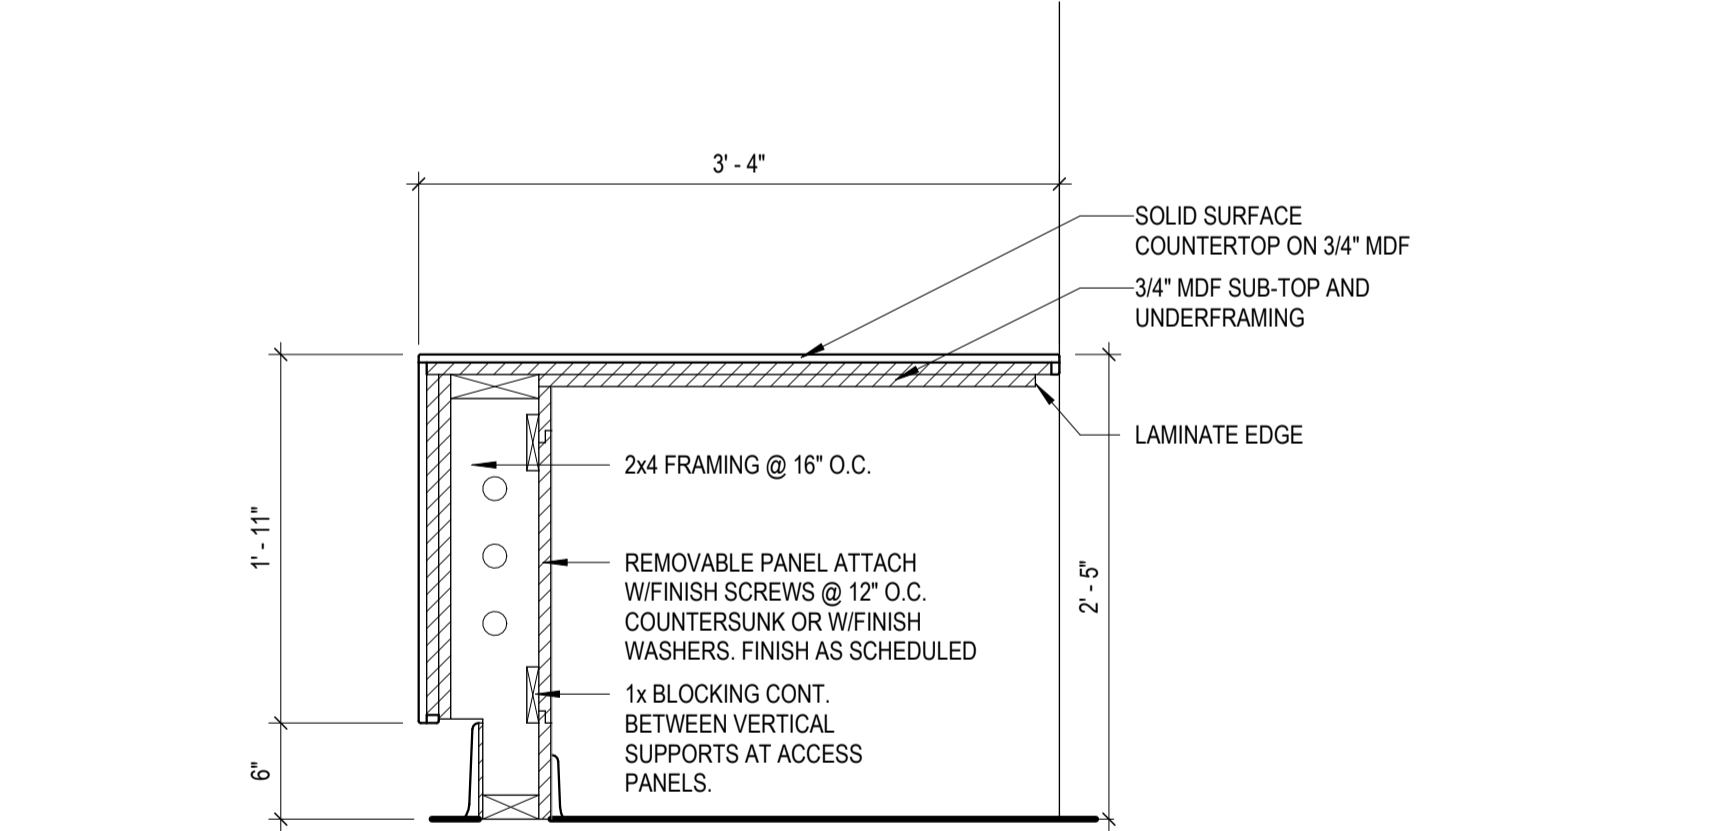 3' - 4"
SOLID SURFACE
COUNTERTOP ON 3/4" MDF
3/4" MDF SUB-TOP AND
UNDERFRAMING
LAMINATE EDGE
2x4 FRAMING @ 16" O.C.
1' - 11"
REMOVABLE PANEL ATTACH
W/FINISH SCREWS @ 12" O.C.
COUNTERSUNK OR W/FINISH
WASHERS. FINISH AS SCHEDULED
2' - 5"
1x BLOCKING CONT.
BETWEEN VERTICAL
SUPPORTS AT ACCESS
PANELS.
6"